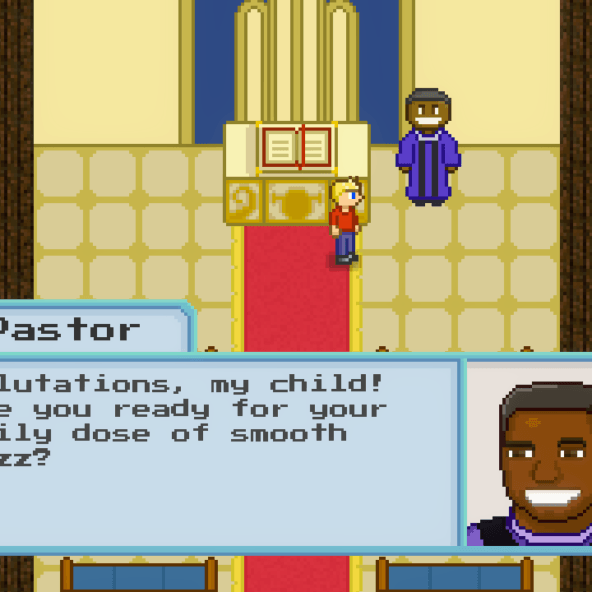 Pastor
lutations, my child!
e you ready for your
ily dose of smooth
zz?